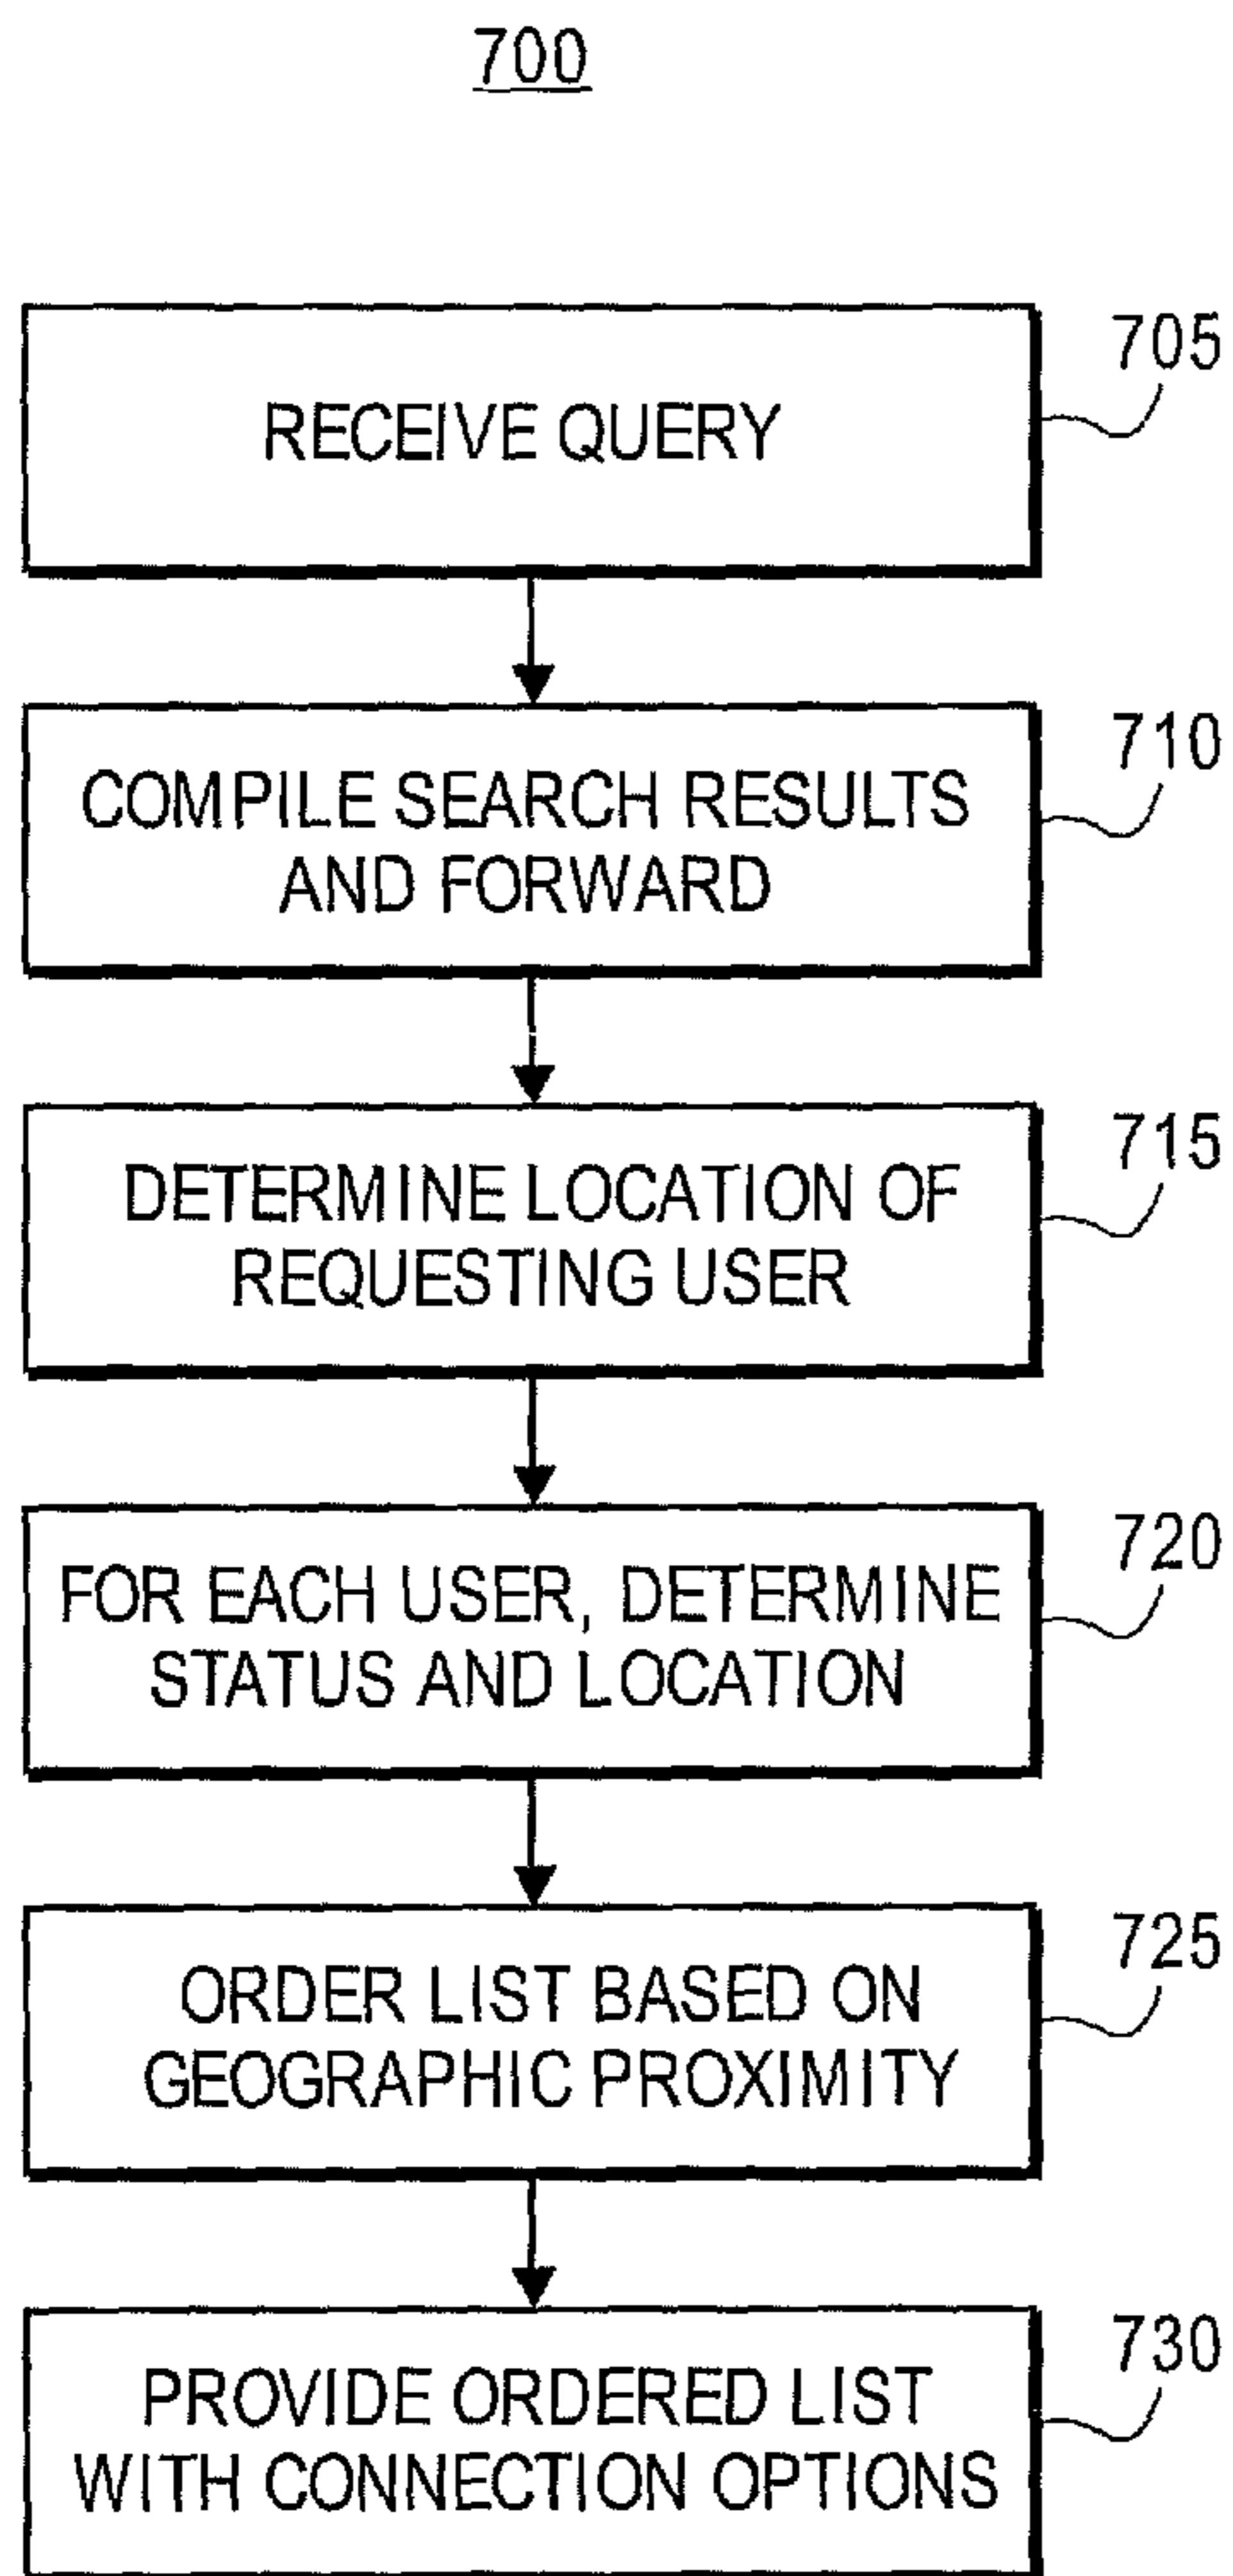 700
705
RECEIVE QUERY
710
COMPILE SEARCH RESULTS
AND FORWARD
715
DETERMINE LOCATION OF
REQUESTING USER
720
FOR EACH USER, DETERMINE
STATUS AND LOCATION
725
ORDER LIST BASED ON
GEOGRAPHIC PROXIMITY
730
PROVIDE ORDERED LIST
WITH CONNECTION OPTIONS